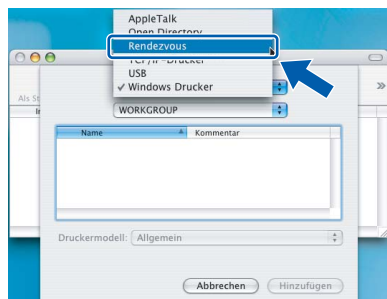 AppleTalk
Open Directory
Rendezvous
TCP/IP-Drucker
USB
✓ Windows Drucker
Als St
WORKGROUP
Name
Kommentar
Druckermodell: Allgemein
Abbrechen
Hinzufügen